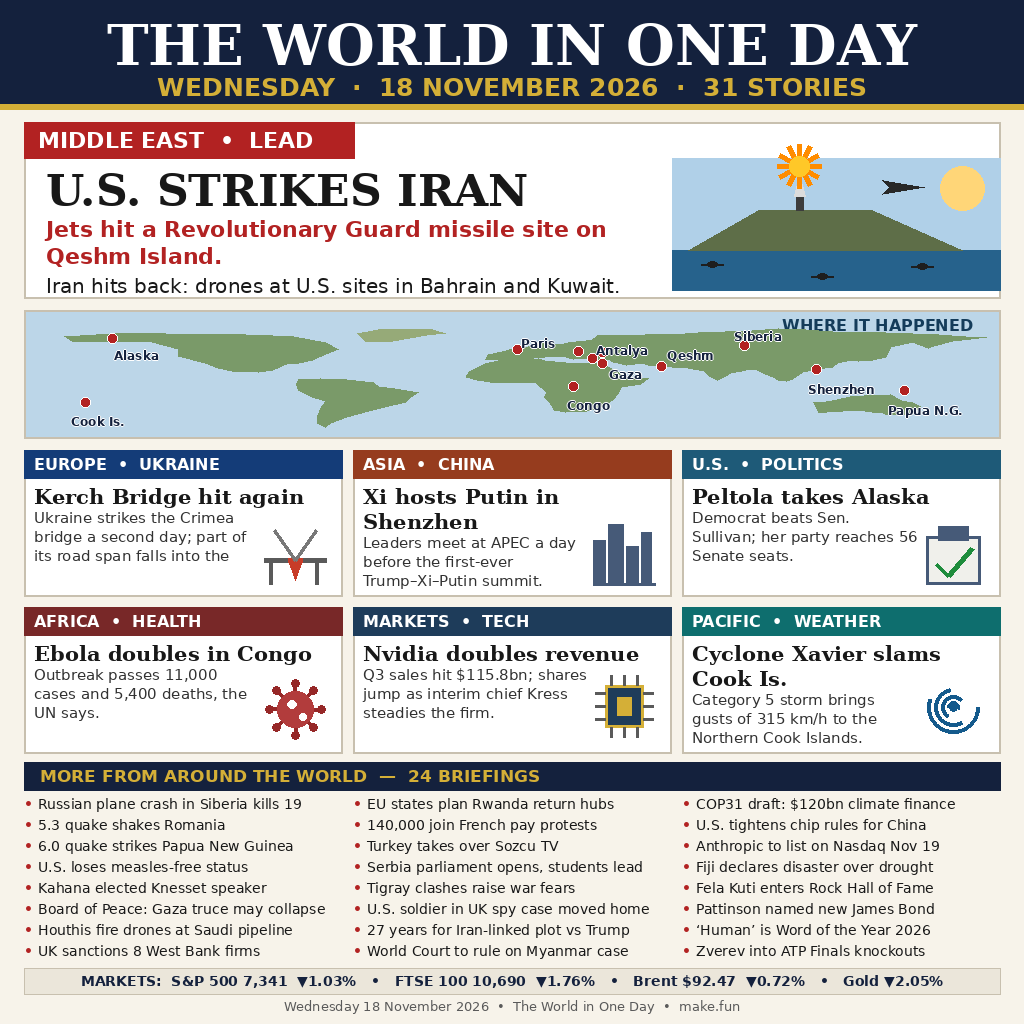 THE WORLD IN ONE DAY
WEDNESDAY · 18 NOVEMBER 2026 · 31 STORIES
MIDDLE EAST • LEAD
U.S. STRIKES IRAN
Jets hit a Revolutionary Guard missile site on
Qeshm Island.
Iran hits back: drones at U.S. sites in Bahrain and Kuwait.
WHERE IT HAPPENED
Alaska
Cook Is.
Paris
Antalya
Gaza
Congo
Qeshm
Siberia
Shenzhen
Papua N.G.
EUROPE • UKRAINE
Kerch Bridge hit again
Ukraine strikes the Crimea
bridge a second day; part of
its road span falls into the
ASIA • CHINA
Xi hosts Putin in
Shenzhen
Leaders meet at APEC a day
before the first-ever
Trump–Xi–Putin summit.
U.S. • POLITICS
Peltola takes Alaska
Democrat beats Sen.
Sullivan; her party reaches 56
Senate seats.
AFRICA • HEALTH
Ebola doubles in Congo
Outbreak passes 11,000
cases and 5,400 deaths, the
UN says.
MARKETS • TECH
Nvidia doubles revenue
Q3 sales hit $115.8bn; shares
jump as interim chief Kress
steadies the firm.
PACIFIC • WEATHER
Cyclone Xavier slams
Cook Is.
Category 5 storm brings
gusts of 315 km/h to the
Northern Cook Islands.
MORE FROM AROUND THE WORLD — 24 BRIEFINGS
• Russian plane crash in Siberia kills 19
• 5.3 quake shakes Romania
• 6.0 quake strikes Papua New Guinea
• U.S. loses measles-free status
• Kahana elected Knesset speaker
• Board of Peace: Gaza truce may collapse
• Houthis fire drones at Saudi pipeline
• UK sanctions 8 West Bank firms
• EU states plan Rwanda return hubs
• 140,000 join French pay protests
• Turkey takes over Sozcu TV
• Serbia parliament opens, students lead
• Tigray clashes raise war fears
• U.S. soldier in UK spy case moved home
• 27 years for Iran-linked plot vs Trump
• World Court to rule on Myanmar case
• COP31 draft: $120bn climate finance
• U.S. tightens chip rules for China
• Anthropic to list on Nasdaq Nov 19
• Fiji declares disaster over drought
• Fela Kuti enters Rock Hall of Fame
• Pattinson named new James Bond
• ‘Human’ is Word of the Year 2026
• Zverev into ATP Finals knockouts
MARKETS: S&P 500 7,341 ▼1.03% • FTSE 100 10,690 ▼1.76% • Brent $92.47 ▼0.72% • Gold ▼2.05%
Wednesday 18 November 2026 • The World in One Day • make.fun